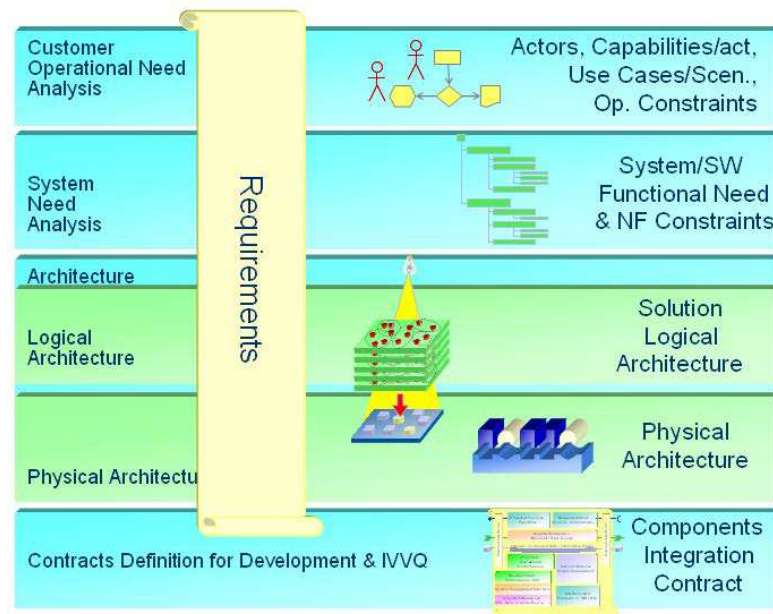 Customer
Operational Need
Analysis
Actors, Capabilities/act,
Use Cases/Scen.,
Op. Constraints
Requirements
System
Need
Analysis
System/SW
Functional Need
& NF Constraints
Architecture
Logical
Architecture
Solution
Logical
Architecture
Physical Architectu
Physical
Architecture
Contracts Definition for Development & IVVQ
Components
Integration
Contract